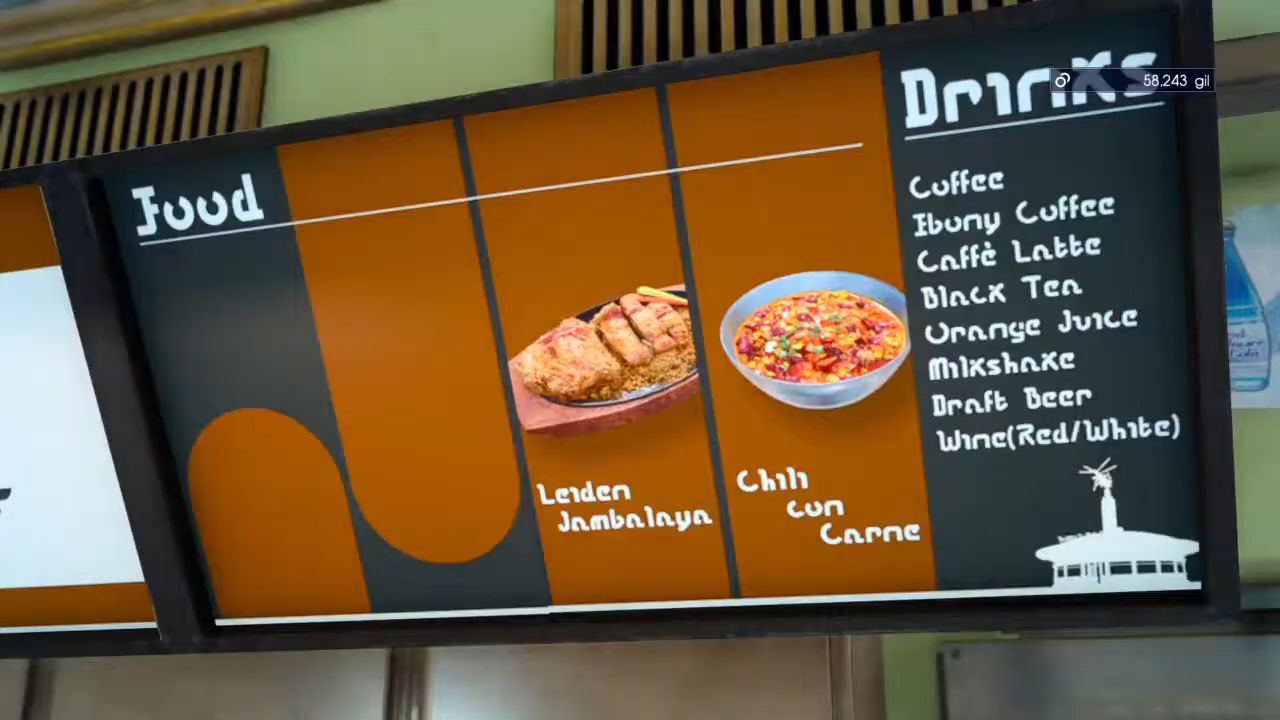 58,243 gil
Food
Leiden
Jambalaya
Chili
con
Carne
Drinks
Coffee
Ebony Coffee
Caffè Latte
Black Tea
Orange Juice
Milkshake
Draft Beer
Wine(Red/White)